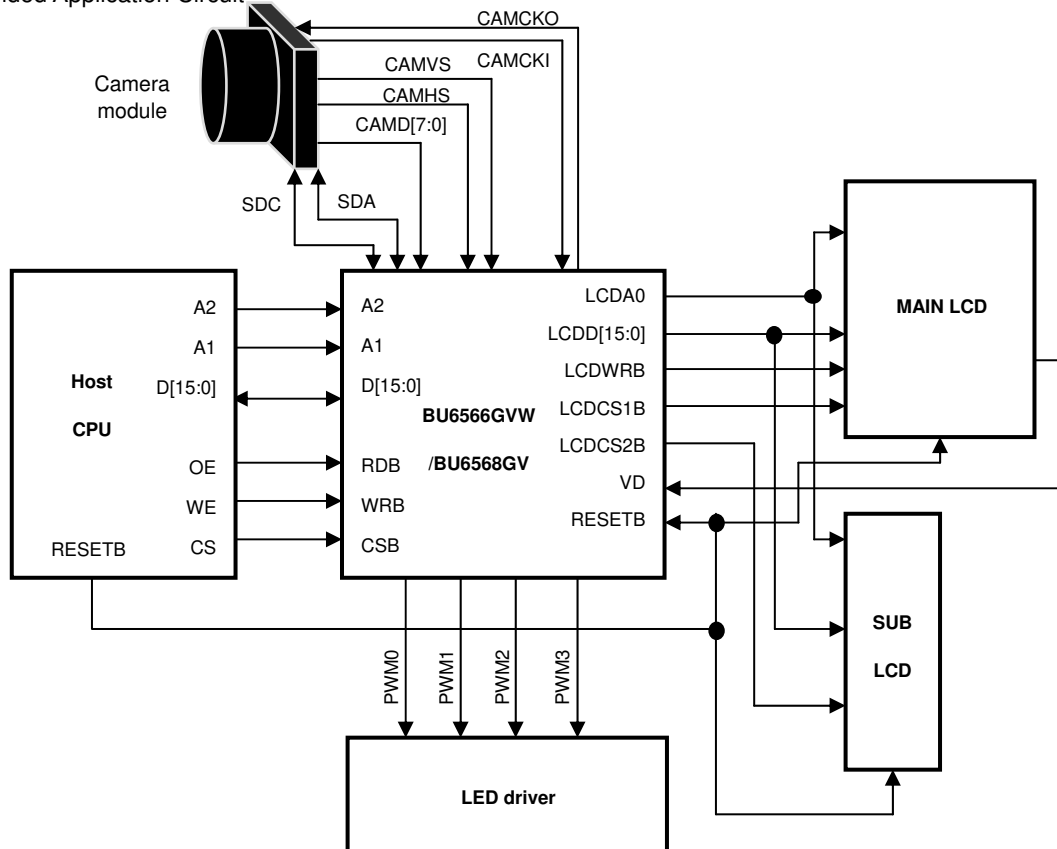 Application Circuit
CAMCKO
CAMCKI
CAMVS
CAMHS
CAMD[7:0]
Camera
module
SDC
SDA
A2
A1
D[15:0]
Host
CPU
OE
WE
CS
RESETB
A2
A1
D[15:0]
BU6566GVW
/BU6568GV
RDB
WRB
CSB
LCDA0
LCDD[15:0]
LCDWRB
LCDCS1B
LCDCS2B
VD
RESETB
MAIN LCD
SUB
LCD
PWM0
PWM1
PWM2
PWM3
LED driver